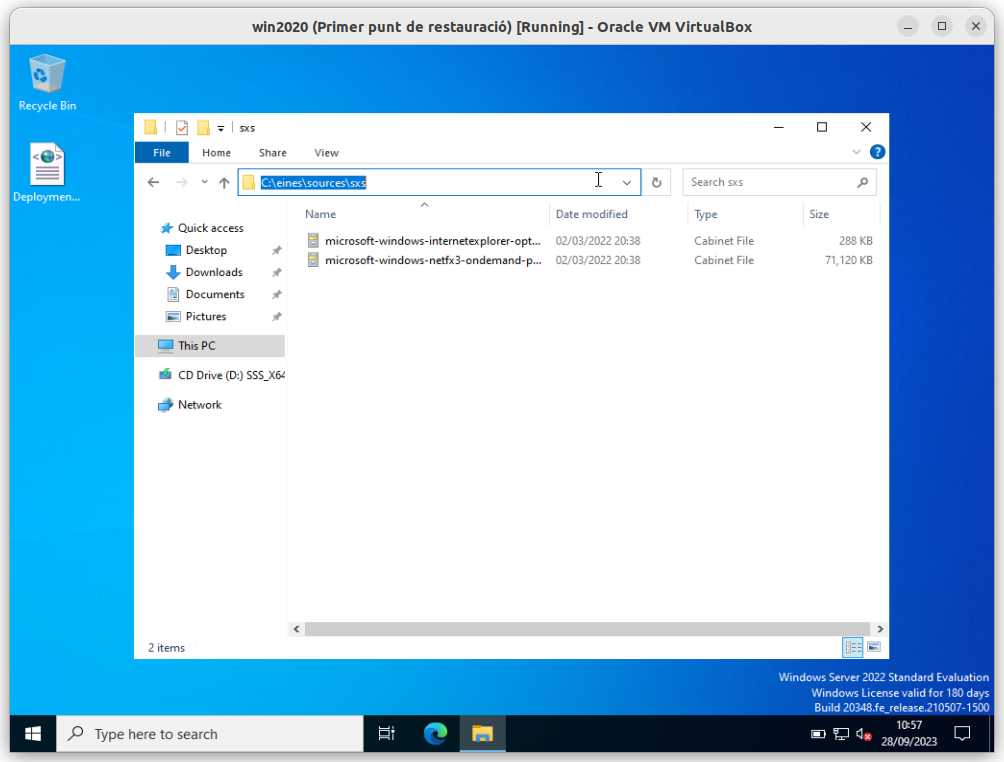 win2020 (Primer punt de restauració) [Running] - Oracle VM VirtualBox
Recycle Bin
Deploymen...
sxs
File Home Share View
C:\eines\sources\sxs
Search sxs
Name Date modified Type Size
Quick access
Desktop
Downloads
Documents
Pictures
This PC
CD Drive (D:) SSS_X64
Network
microsoft-windows-internetexplorer-opt... 02/03/2022 20:38 Cabinet File 288 KB
microsoft-windows-netfx3-ondemand-p... 02/03/2022 20:38 Cabinet File 71,120 KB
2 items
Windows Server 2022 Standard Evaluation
Windows License valid for 180 days
Build 20348.fe_release.210507-1500
Type here to search
10:57
28/09/2023